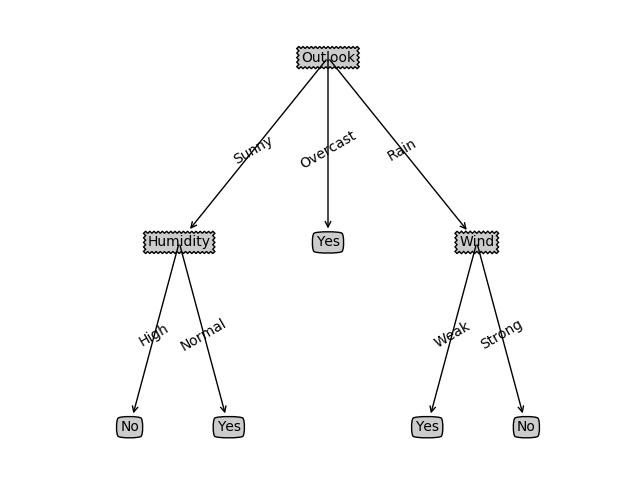 Outlook
Sunny
Overcast
Rain
Humidity
Yes
Wind
High
Normal
Weak
Strong
No
Yes
Yes
No